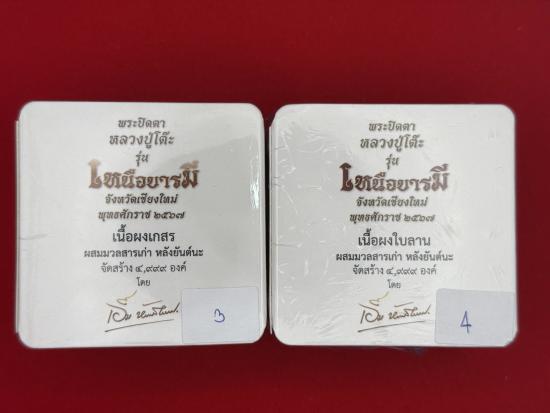 พระปิดตา
หลวงปู่โต๊ะ
รุ่น
เหนือบารมี
จังหวัดเชียงใหม่
พุทธศักราช ๒๕๖๗
เนื้อผงเกสร
ผสมมวลสารเก่า หลังยันต์นะ
จัดสร้าง ๔,๙๙๙ องค์
โดย
3
พระปิดตา
หลวงปู่โต๊ะ
รุ่น
เหนือบารมี
จังหวัดเชียงใหม่
พุทธศักราช ๒๕๖๗
เนื้อผงใบลาน
ผสมมวลสารเก่า หลังยันต์นะ
จัดสร้าง ๔,๙๙๙ องค์
โดย
4